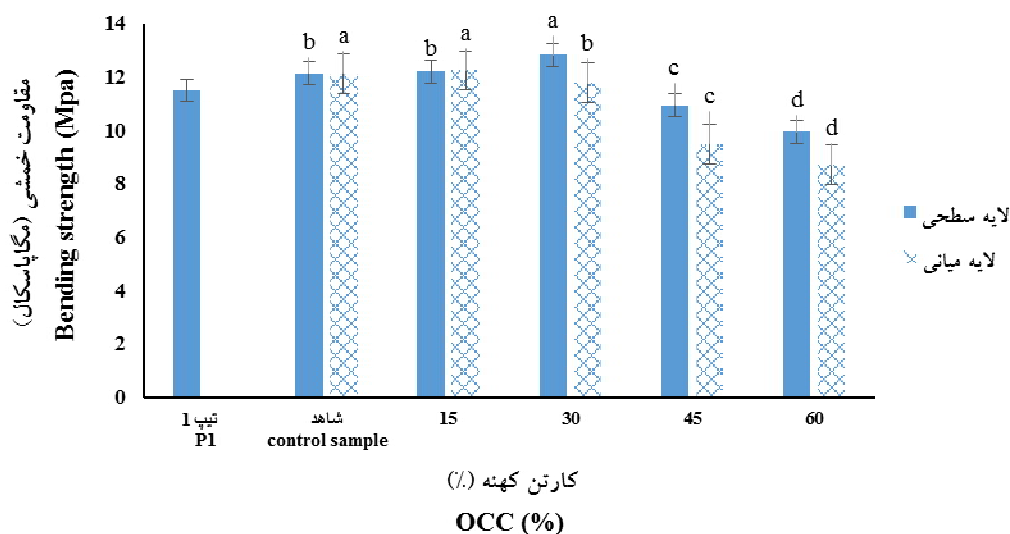 مقاومت خمشی (مگاپاسکال)
Bending strength (Mpa)
14
12
10
8
6
4
2
0
b a b a a b c c d d
تیپ 1
P1
شاهد
control sample
15
30
45
60
کارتن کهنه (٪)
OCC (%)
لایه سطحی
لایه میانی